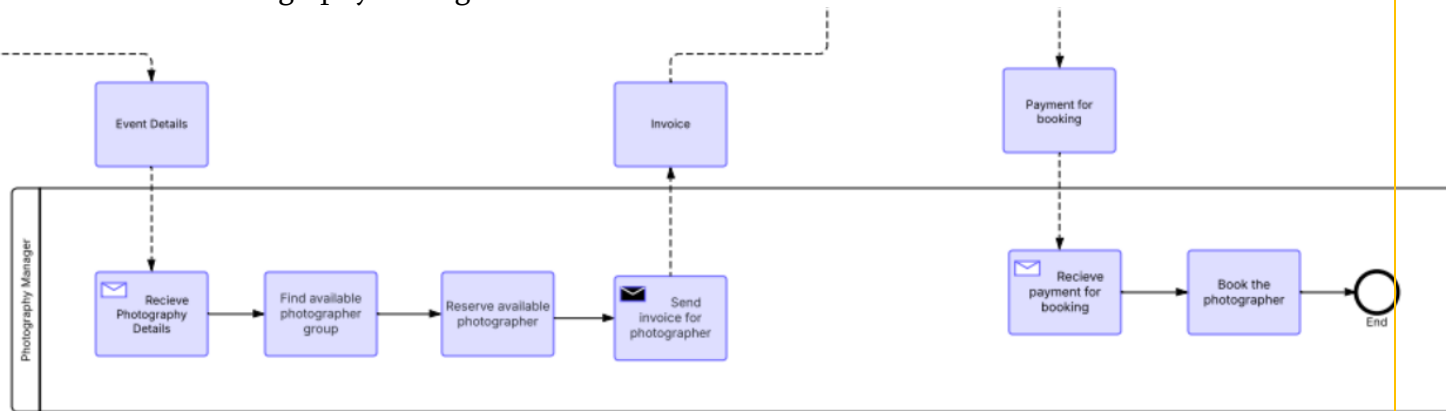 Event Details
Invoice
Payment for
booking
Photography Manager
Recieve
Photography
Details
Find available
photographer
group
Reserve available
photographer
Send
invoice for
photographer
Recieve
payment for
booking
Book the
photographer
End